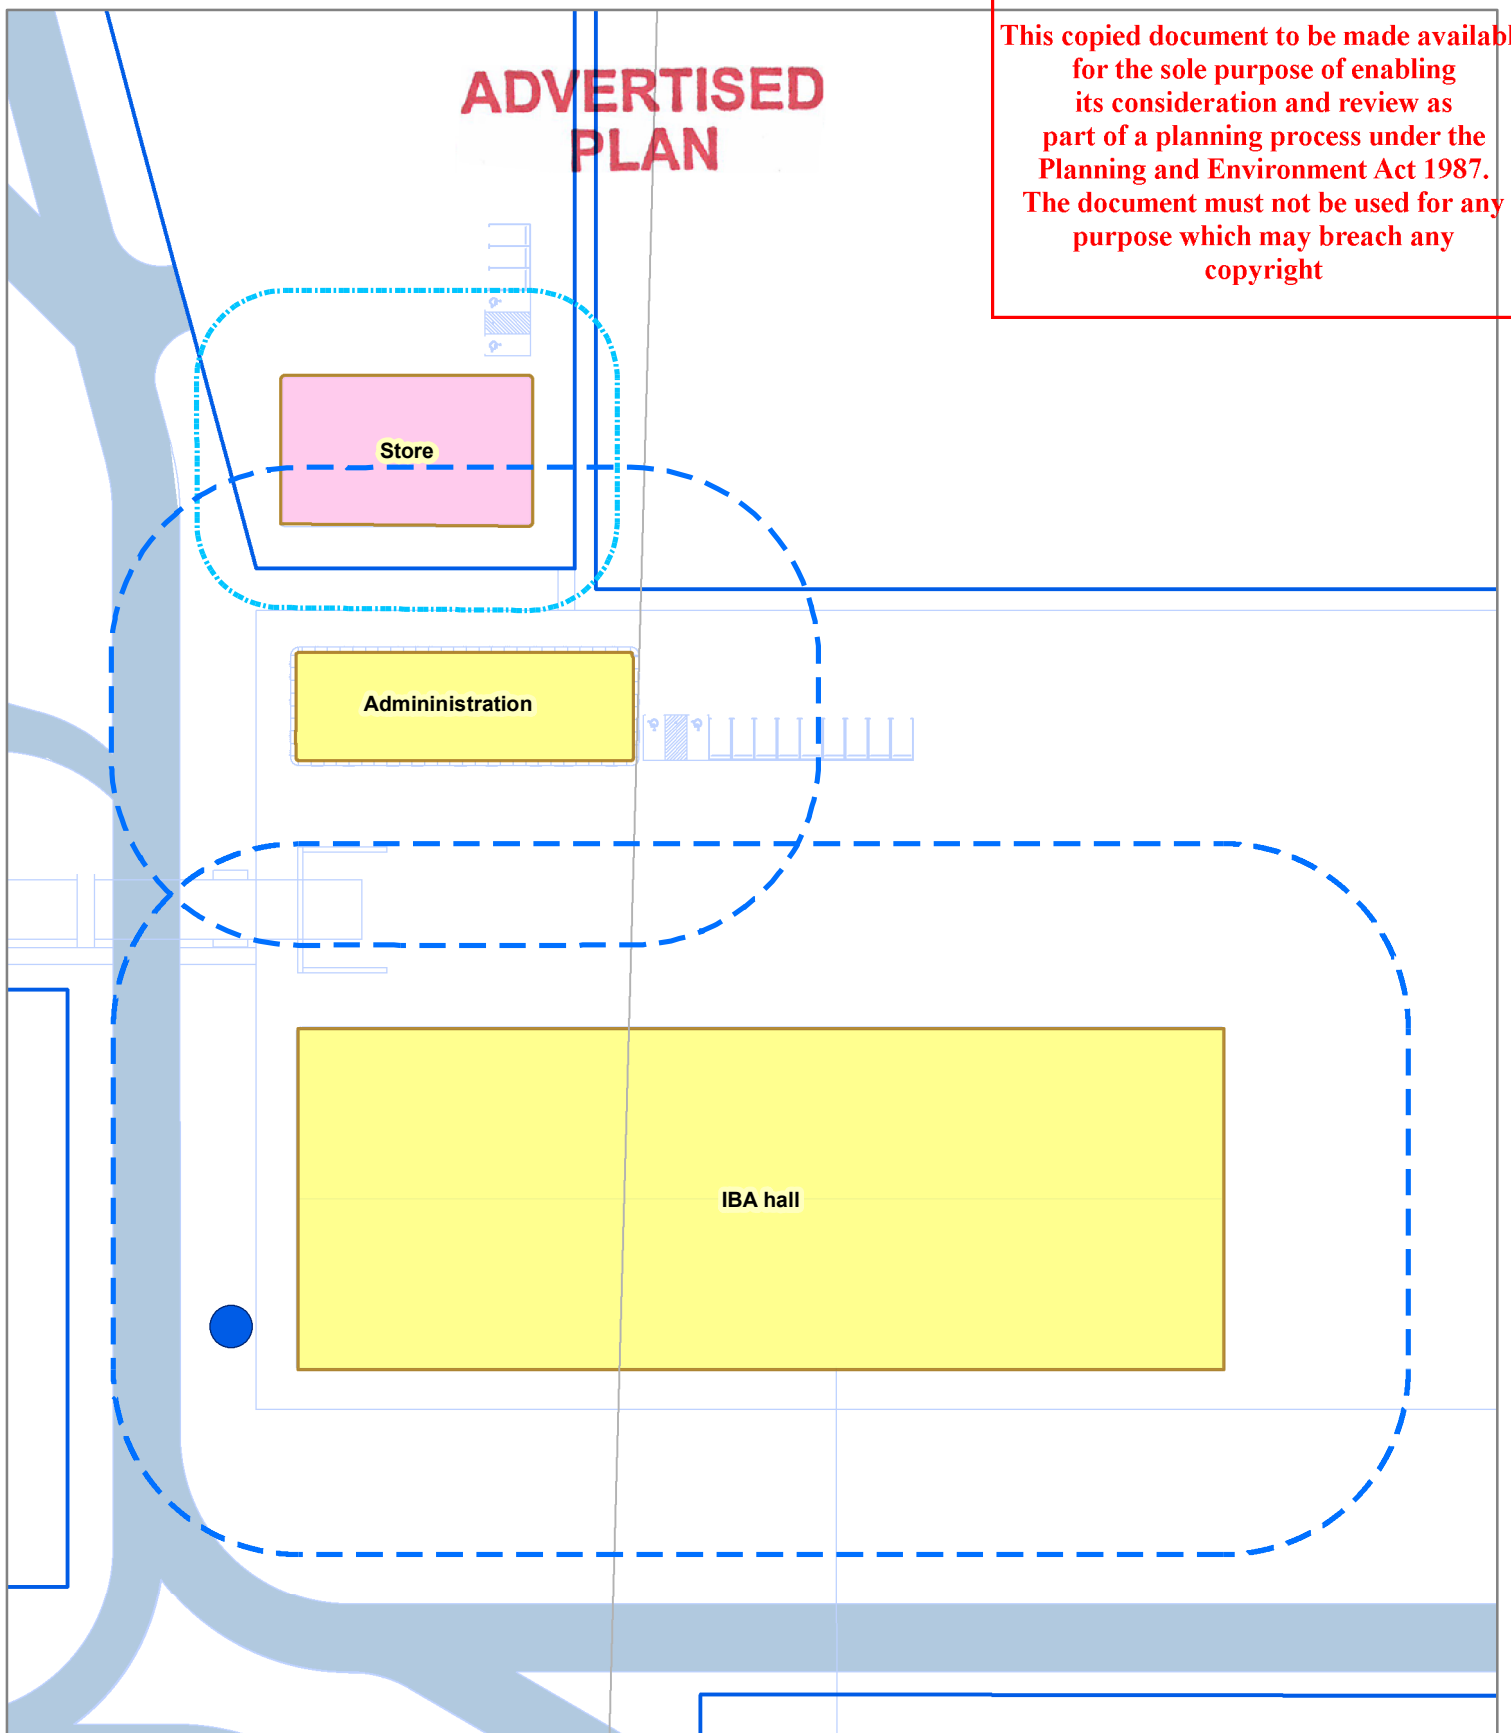 This copied document to be made availabl
for the sole purpose of enabling
its consideration and review as
part of a planning process under the
Planning and Environment Act 1987.
The document must not be used for any
purpose which may breach any
copyright
ADVERTISED
PLAN
Store
Admininistration
IBA hall